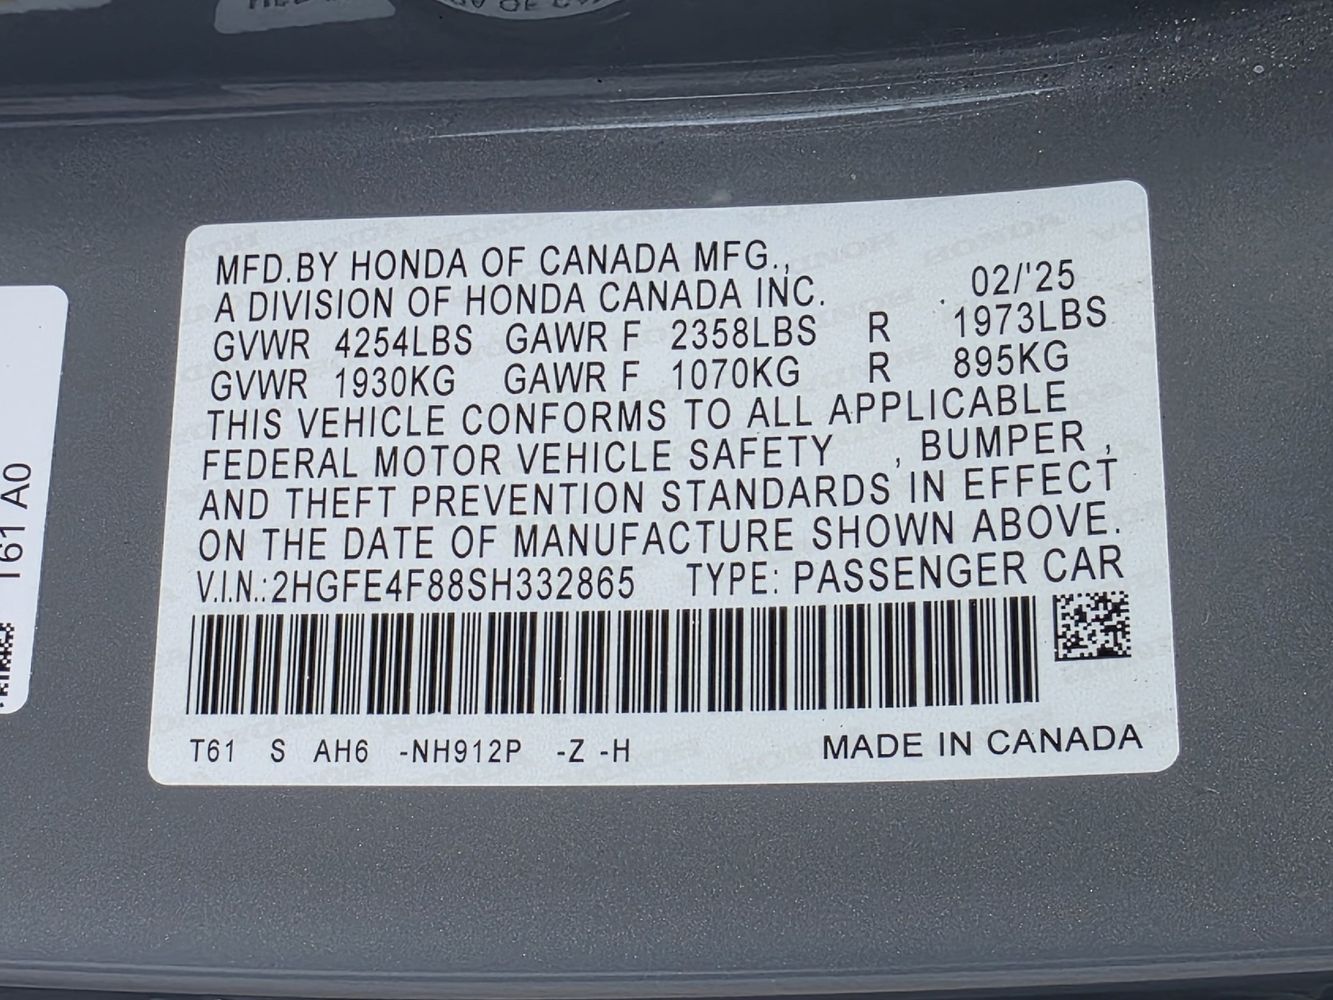 MFD.BY HONDA OF CANADA MFG.,
A DIVISION OF HONDA CANADA INC. 02/'25
GVWR 4254LBS GAWR F 2358LBS R 1973LBS
GVWR 1930KG GAWR F 1070KG R 895KG
THIS VEHICLE CONFORMS TO ALL APPLICABLE
FEDERAL MOTOR VEHICLE SAFETY , BUMPER ,
AND THEFT PREVENTION STANDARDS IN EFFECT
ON THE DATE OF MANUFACTURE SHOWN ABOVE.
V.I.N.:2HGFE4F88SH332865 TYPE: PASSENGER CAR
T61 S AH6 -NH912P -Z -H MADE IN CANADA
T61 A0